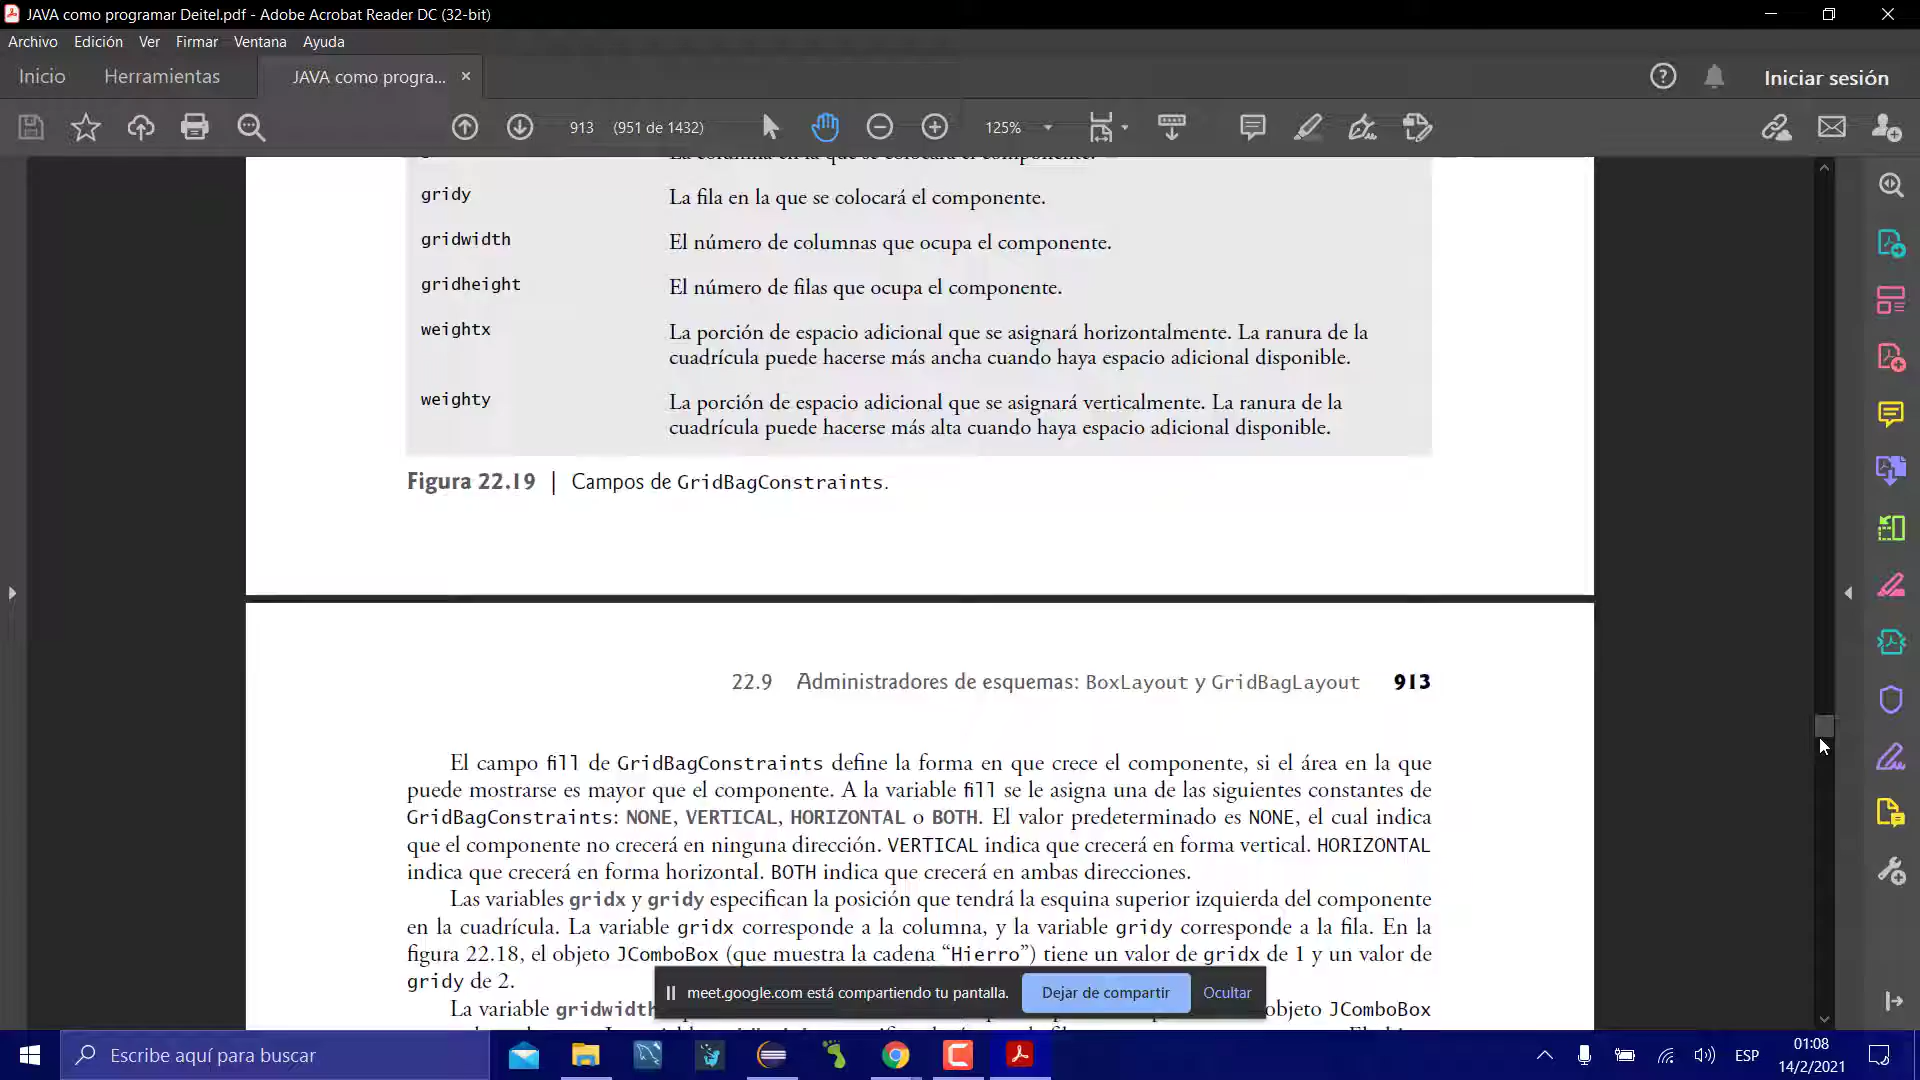 JAVA como programar Deitel.pdf - Adobe Acrobat Reader DC (32-bit)
Archivo Edición Ver Firmar Ventana Ayuda
Inicio Herramientas JAVA como progra... × Iniciar sesión
913 (951 de 1432) 125%
La columna en la que se colocará el componente.
gridy La fila en la que se colocará el componente.
gridwidth El número de columnas que ocupa el componente.
gridheight El número de filas que ocupa el componente.
weightx La porción de espacio adicional que se asignará horizontalmente. La ranura de la
cuadrícula puede hacerse más ancha cuando haya espacio adicional disponible.
weighty La porción de espacio adicional que se asignará verticalmente. La ranura de la
cuadrícula puede hacerse más alta cuando haya espacio adicional disponible.
Figura 22.19 | Campos de GridBagConstraints.
22.9 Administradores de esquemas: BoxLayout y GridBagLayout 913
El campo fill de GridBagConstraints define la forma en que crece el componente, si el área en la que
puede mostrarse es mayor que el componente. A la variable fill se le asigna una de las siguientes constantes de
GridBagConstraints: NONE, VERTICAL, HORIZONTAL o BOTH. El valor predeterminado es NONE, el cual indica
que el componente no crecerá en ninguna dirección. VERTICAL indica que crecerá en forma vertical. HORIZONTAL
indica que crecerá en forma horizontal. BOTH indica que crecerá en ambas direcciones.
Las variables gridx y gridy especifican la posición que tendrá la esquina superior izquierda del componente
en la cuadrícula. La variable gridx corresponde a la columna, y la variable gridy corresponde a la fila. En la
figura 22.18, el objeto JComboBox (que muestra la cadena “Hierro”) tiene un valor de gridx de 1 y un valor de
gridy de 2.
meet.google.com está compartiendo tu pantalla. Dejar de compartir Ocultar
La variable gridwidth objeto JComboBox
Escribe aquí para buscar
ESP
01:08
14/2/2021